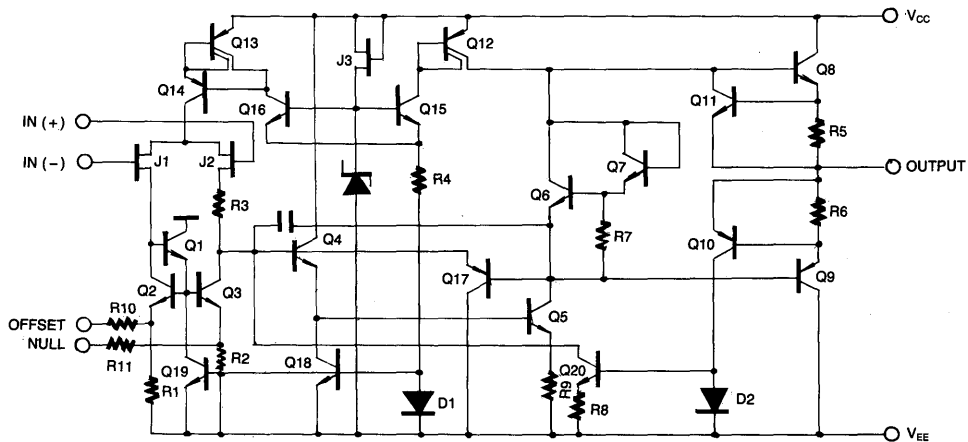 VCC
Q13
Q12
J3
Q8
Q14
Q16
Q15
Q11
IN (+)
R5
IN (-)
J1
J2
OUTPUT
Q7
R4
R3
Q6
R6
Q1
Q4
R7
Q10
Q17
Q9
Q2
Q3
R10
Q5
OFFSET
NULL
R11
R2
Q19
Q18
Q20
R1
D1
R9
R8
D2
VEE